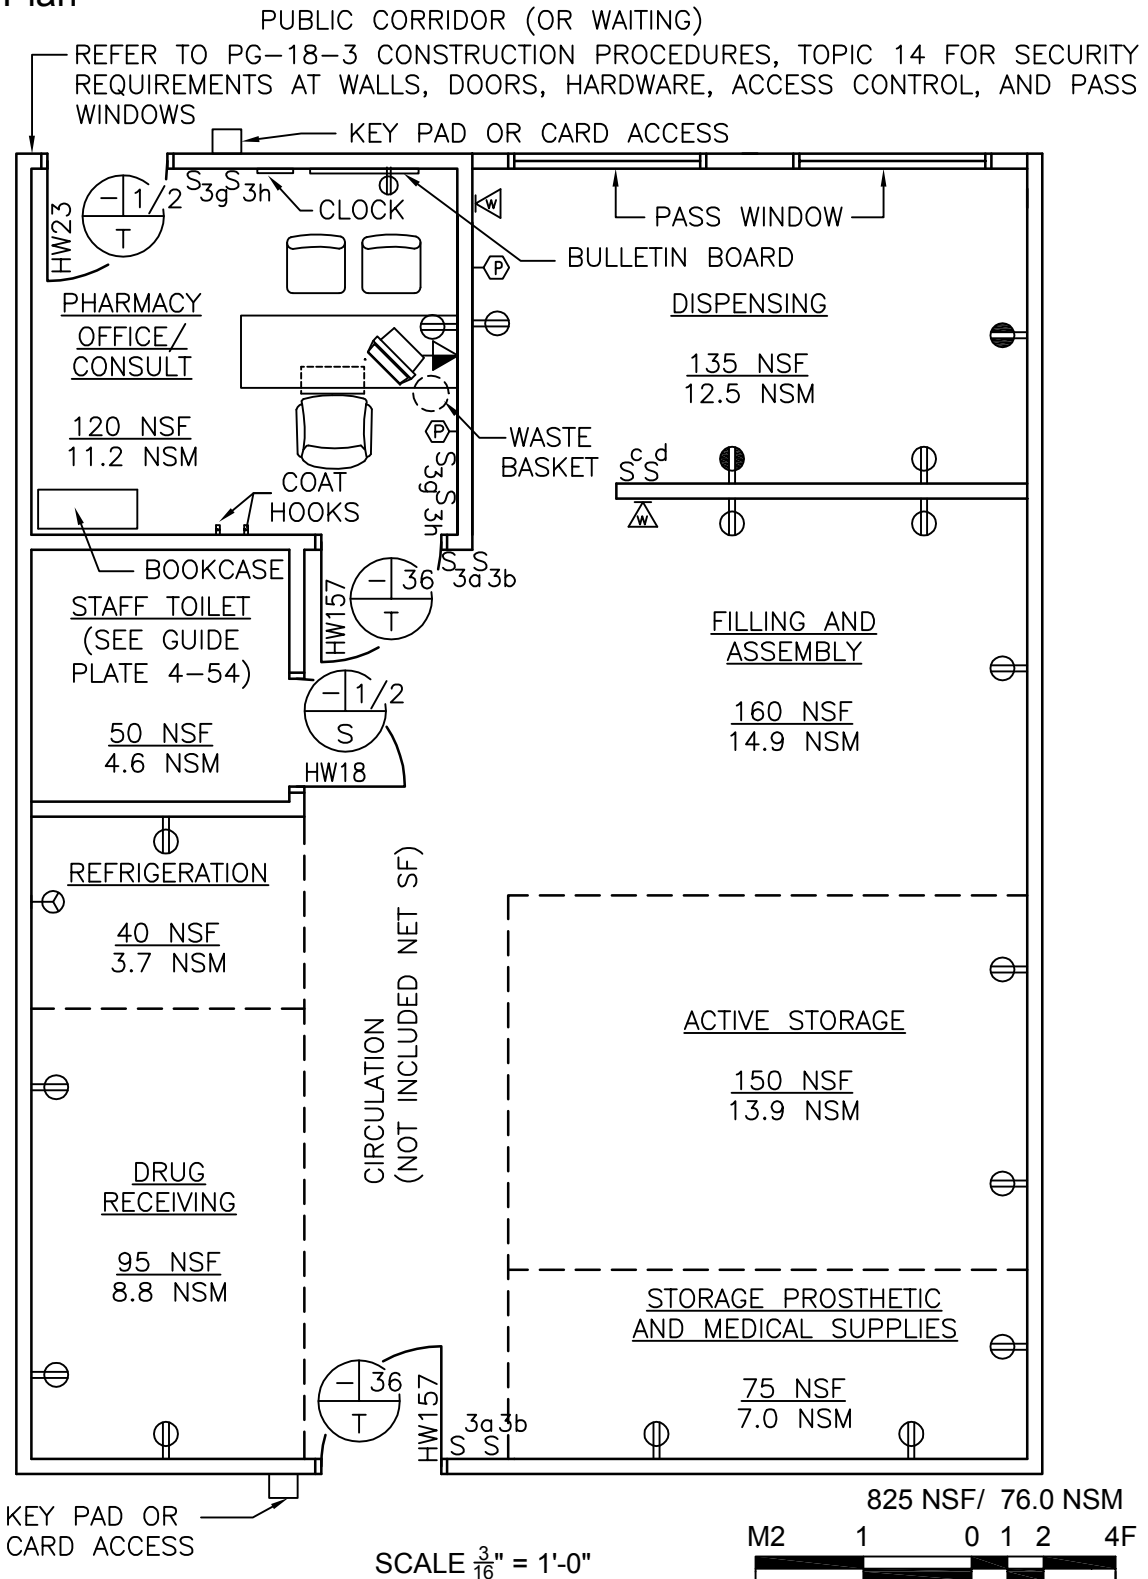 Plan
PUBLIC CORRIDOR (OR WAITING)
REFER TO PG-18-3 CONSTRUCTION PROCEDURES, TOPIC 14 FOR SECURITY
REQUIREMENTS AT WALLS, DOORS, HARDWARE, ACCESS CONTROL, AND PASS
WINDOWS
KEY PAD OR CARD ACCESS
S3g S3h
- 1/2
T
HW23
CLOCK
W
PASS WINDOW
P
BULLETIN BOARD
PHARMACY
OFFICE/
CONSULT
120 NSF
11.2 NSM
DISPENSING
135 NSF
12.5 NSM
P
WASTE
BASKET
S3g S3h
Sc Sd
W
COAT
HOOKS
BOOKCASE
S3a S3b
- 36
T
HW157
STAFF TOILET
(SEE GUIDE
PLATE 4-54)
50 NSF
4.6 NSM
FILLING AND
ASSEMBLY
160 NSF
14.9 NSM
- 1/2
S
HW18
REFRIGERATION
40 NSF
3.7 NSM
CIRCULATION
(NOT INCLUDED NET SF)
ACTIVE STORAGE
150 NSF
13.9 NSM
DRUG
RECEIVING
95 NSF
8.8 NSM
STORAGE PROSTHETIC
AND MEDICAL SUPPLIES
75 NSF
7.0 NSM
- 36
T
HW157
S3a S3b
KEY PAD OR
CARD ACCESS
825 NSF/ 76.0 NSM
SCALE 3/16" = 1'-0"
M2 1 0 1 2 4F